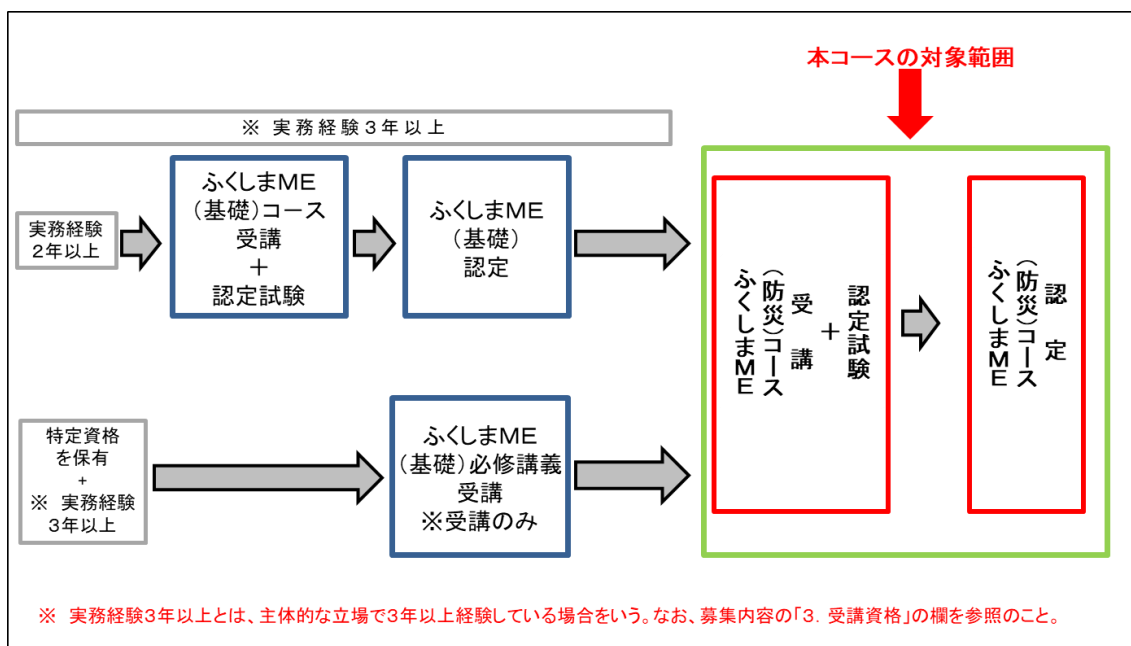 本コースの対象範囲
※ 実務経験3年以上
実務経験
2年以上
ふくしまME
(基礎)コース
受講
+
認定試験
ふくしまME
(基礎)
認定
特定資格
を保有
+
※ 実務経験
3年以上
ふくしまME
(基礎)必修講義
受講
※受講のみ
ふくしまME
(防災)コース
受 講
+
認定試験
ふくしまME
(防災)コース
認 定
※ 実務経験3年以上とは、主体的な立場で3年以上経験している場合をいう。なお、募集内容の「3. 受講資格」の欄を参照のこと。